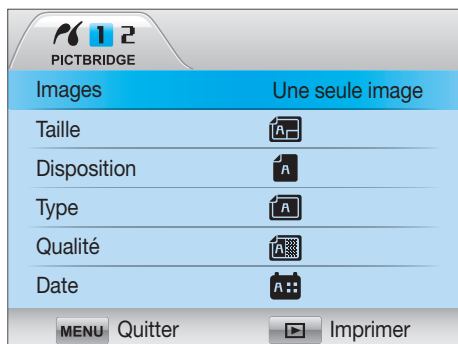 1 2
PICTBRIDGE
Images Une seule image
Taille A
Disposition A
Type A
Qualité A
Date A
MENU Quitter Imprimer